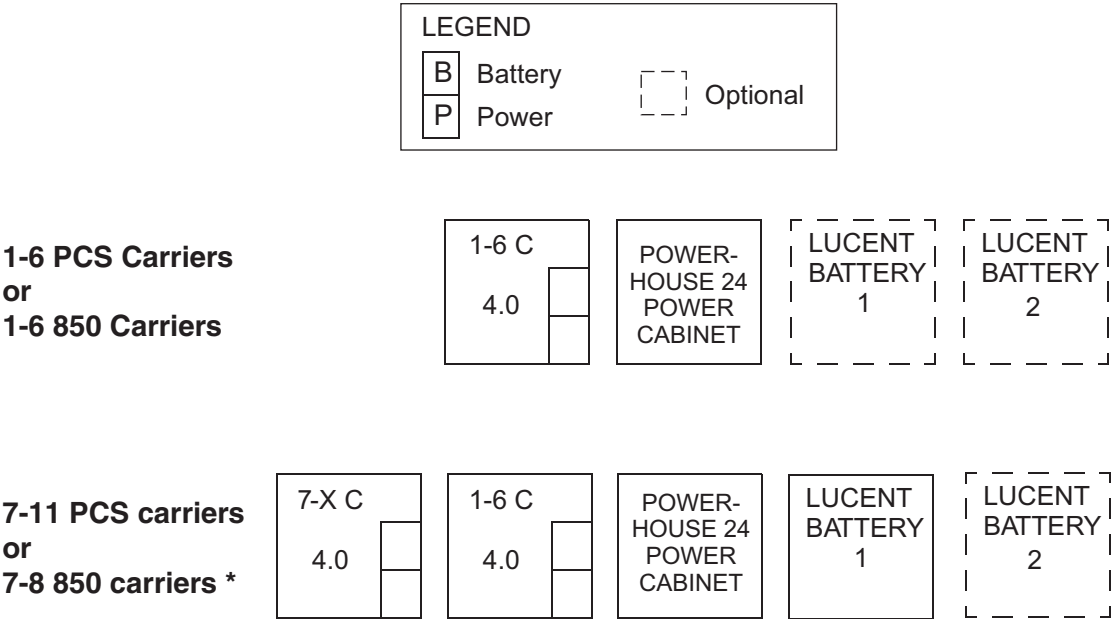 LEGEND
B Battery
P Power
Optional
1-6 PCS Carriers
or
1-6 850 Carriers
1-6 C
4.0
POWER-
HOUSE 24
POWER
CABINET
LUCENT
BATTERY
1
LUCENT
BATTERY
2
7-11 PCS carriers
or
7-8 850 carriers *
7-X C
4.0
1-6 C
4.0
POWER-
HOUSE 24
POWER
CABINET
LUCENT
BATTERY
1
LUCENT
BATTERY
2